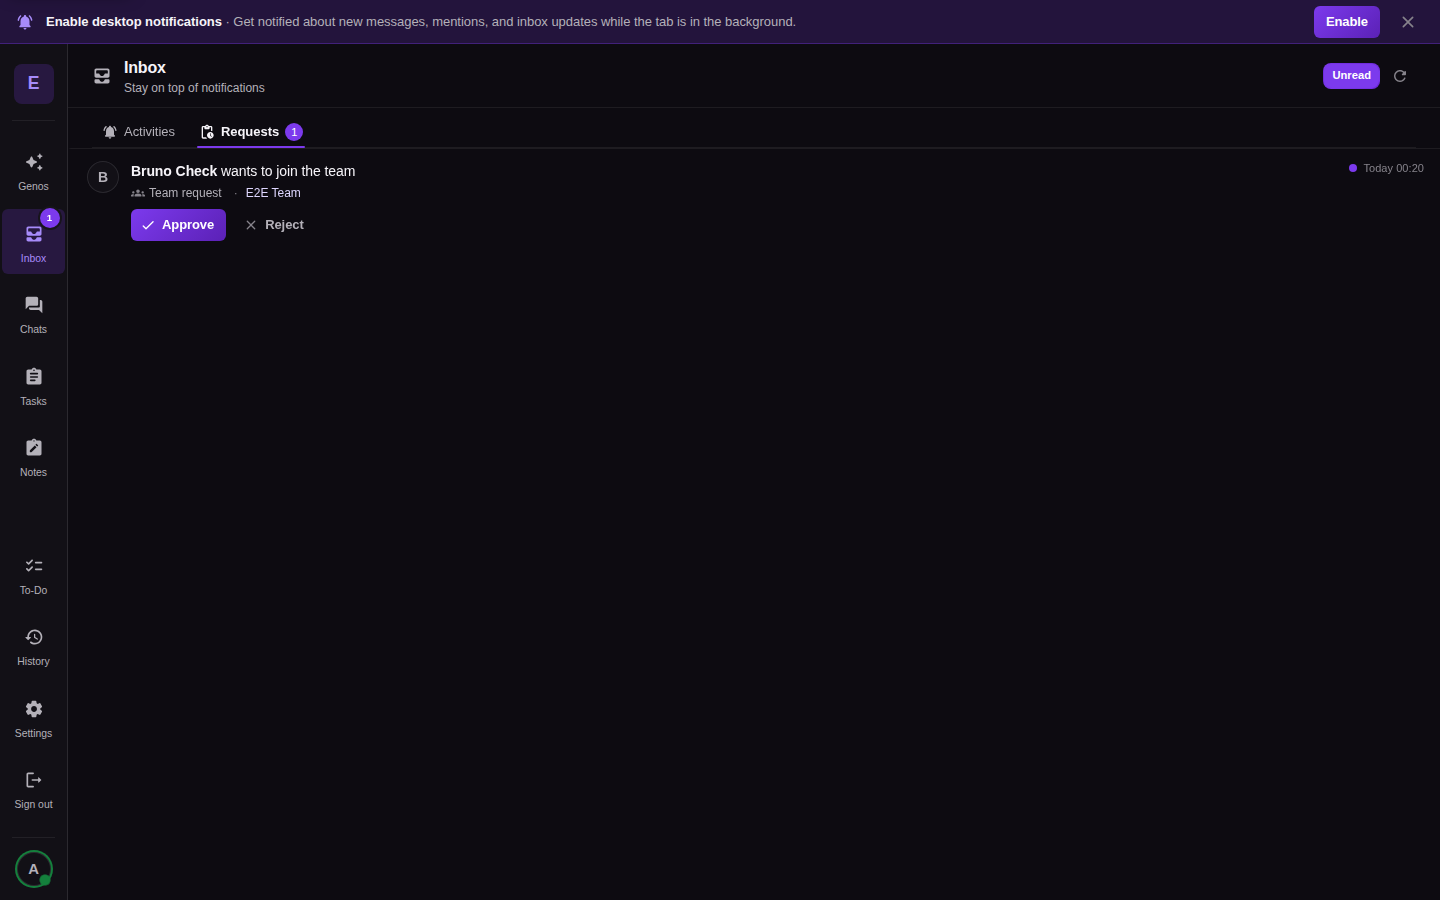 Enable desktop notifications · Get notified about new messages, mentions, and inbox updates while the tab is in the background.
Enable
E
Genos
1
Inbox
Chats
Tasks
Notes
To-Do
History
Settings
Sign out
A
Inbox
Stay on top of notifications
Unread
Activities
Requests 1
B
Bruno Check wants to join the team
Today 00:20
Team request · E2E Team
Approve
Reject